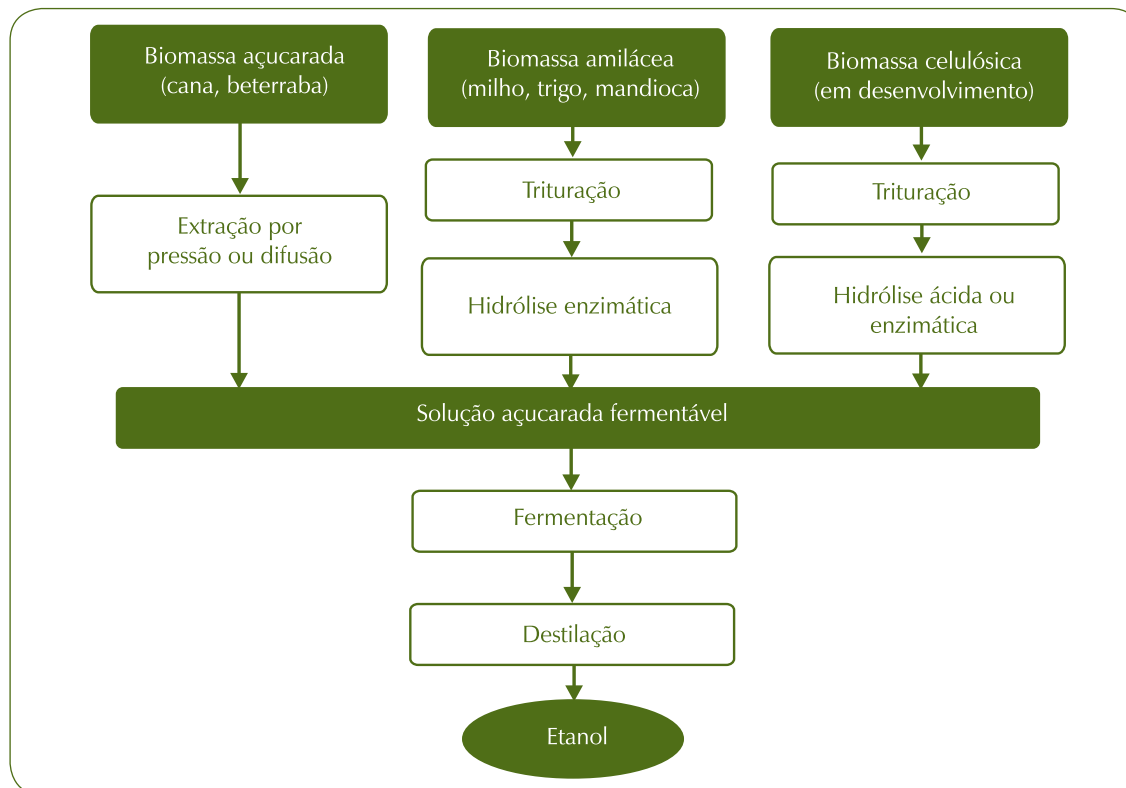 Biomassa açucarada
(cana, beterraba)
Biomassa amilácea
(milho, trigo, mandioca)
Biomassa celulósica
(em desenvolvimento)
Extração por
pressão ou difusão
Trituração
Trituração
Hidrólise enzimática
Hidrólise ácida ou
enzimática
Solução açucarada fermentável
Fermentação
Destilação
Etanol